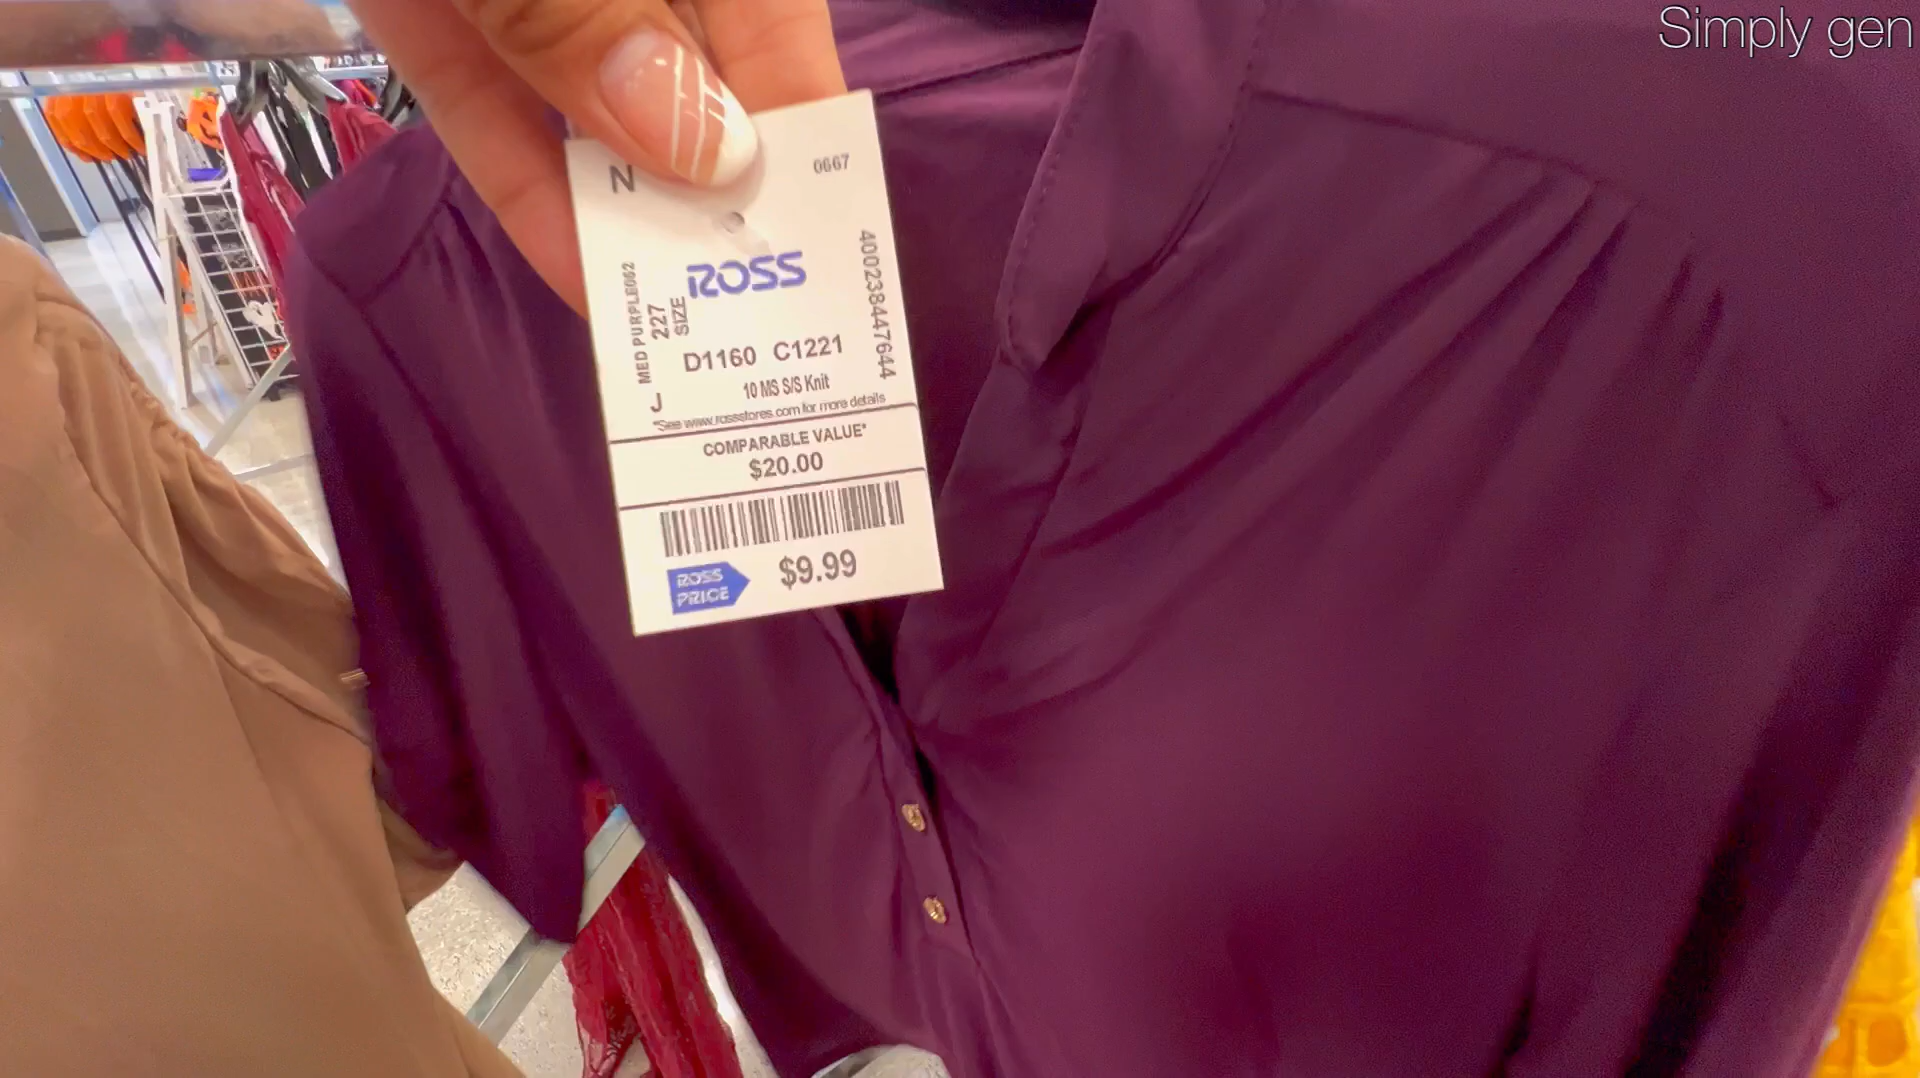 Simply gen
N
0667
ROSS
MED PURPLE662
227
SIZE
J
400238447644
D1160 C1221
10 MS S/S Knit
*See www.rossstores.com for more details
COMPARABLE VALUE*
$20.00
ROSS
PRICE
$9.99